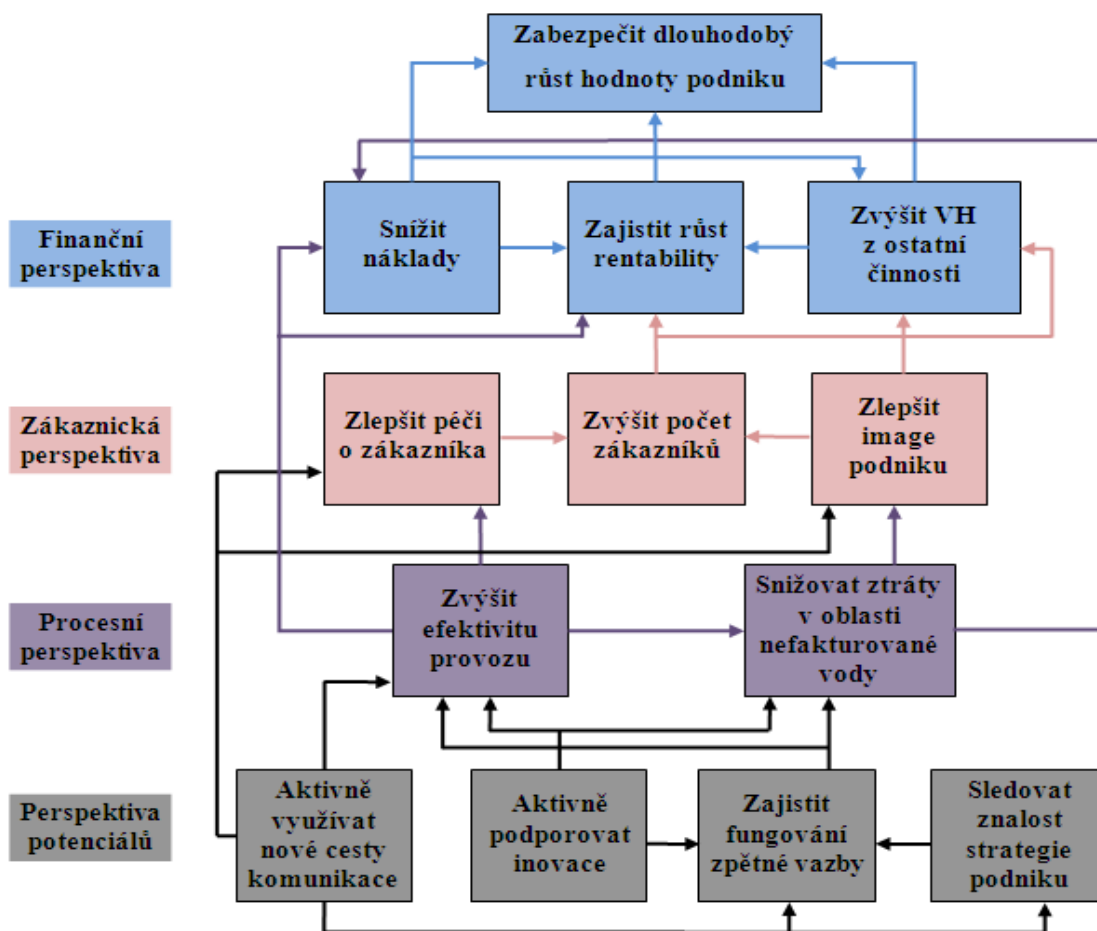 Zabezpečit dlouhodobý
růst hodnoty podniku
Finanční
perspektiva
Snížit
náklady
Zajistit růst
rentability
Zvýšit VH
z ostatní
činnosti
Zákaznická
perspektiva
Zlepšit péči
o zákazníka
Zvýšit počet
zákazníků
Zlepšit
image
podniku
Procesní
perspektiva
Zvýšit
efektivitu
provozu
Snižovat ztráty
v oblasti
nefakturované
vody
Perspektiva
potenciálů
Aktivně
využívat
nové cesty
komunikace
Aktivně
podporovat
inovace
Zajistit
fungování
zpětné vazby
Sledovat
znalost
strategie
podniku